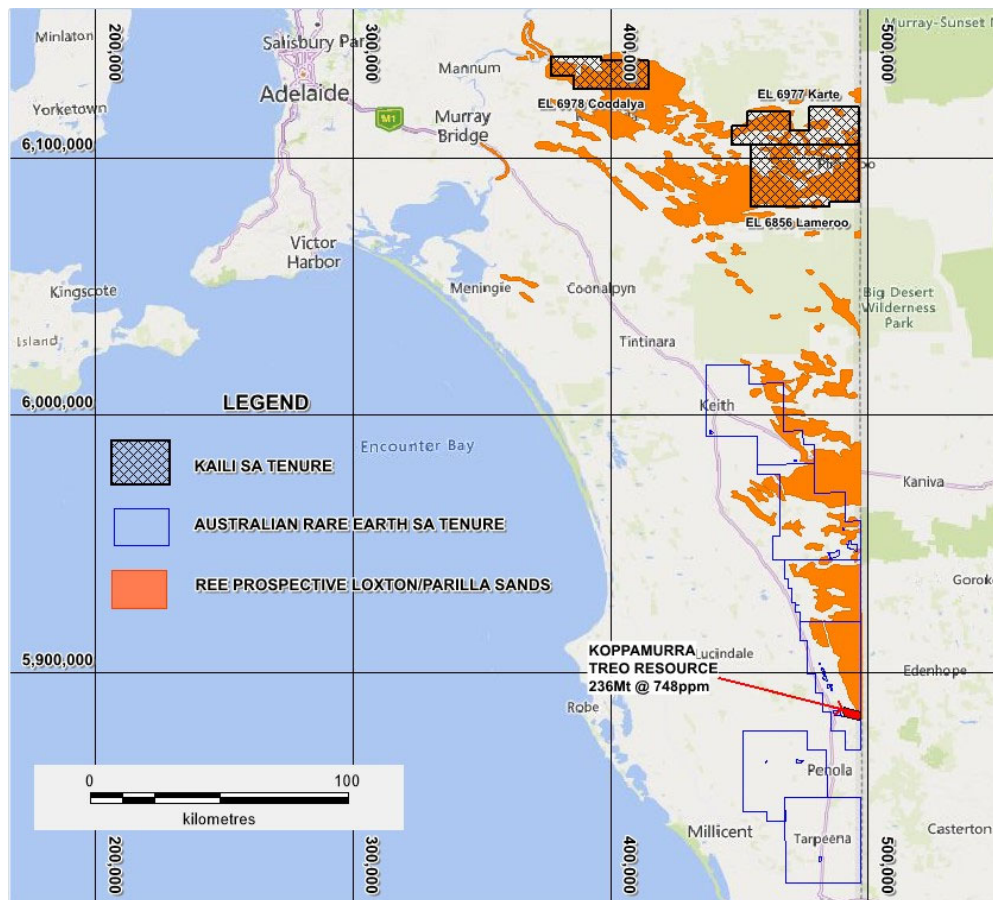 Minlaton
Salisbury Par
Adelaide
Yorketown
200,000
300,000
400,000
500,000
Murray-Sunset N
Mannum
M1
Murray
Bridge
EL 6978 Coodalya
EL 6977 Karte
6,100,000
EL 6856 Lameroo
Victor
Harbor
Kingscote
Island
Meningie
Coonalpyn
Big Desert
Wilderness
Park
Tintinara
6,000,000
Keith
LEGEND
Encounter Bay
KAILI SA TENURE
Kaniva
AUSTRALIAN RARE EARTH SA TENURE
REE PROSPECTIVE LOXTON/PARILLA SANDS
Goroke
5,900,000
KOPPAMURRA
TREO RESOURCE
236Mt @ 748ppm
Lucindale
Edenhope
Robe
Penola
0 100
kilometres
Millicent
Tarpeena
Casterton
200,000
300,000
400,000
500,000